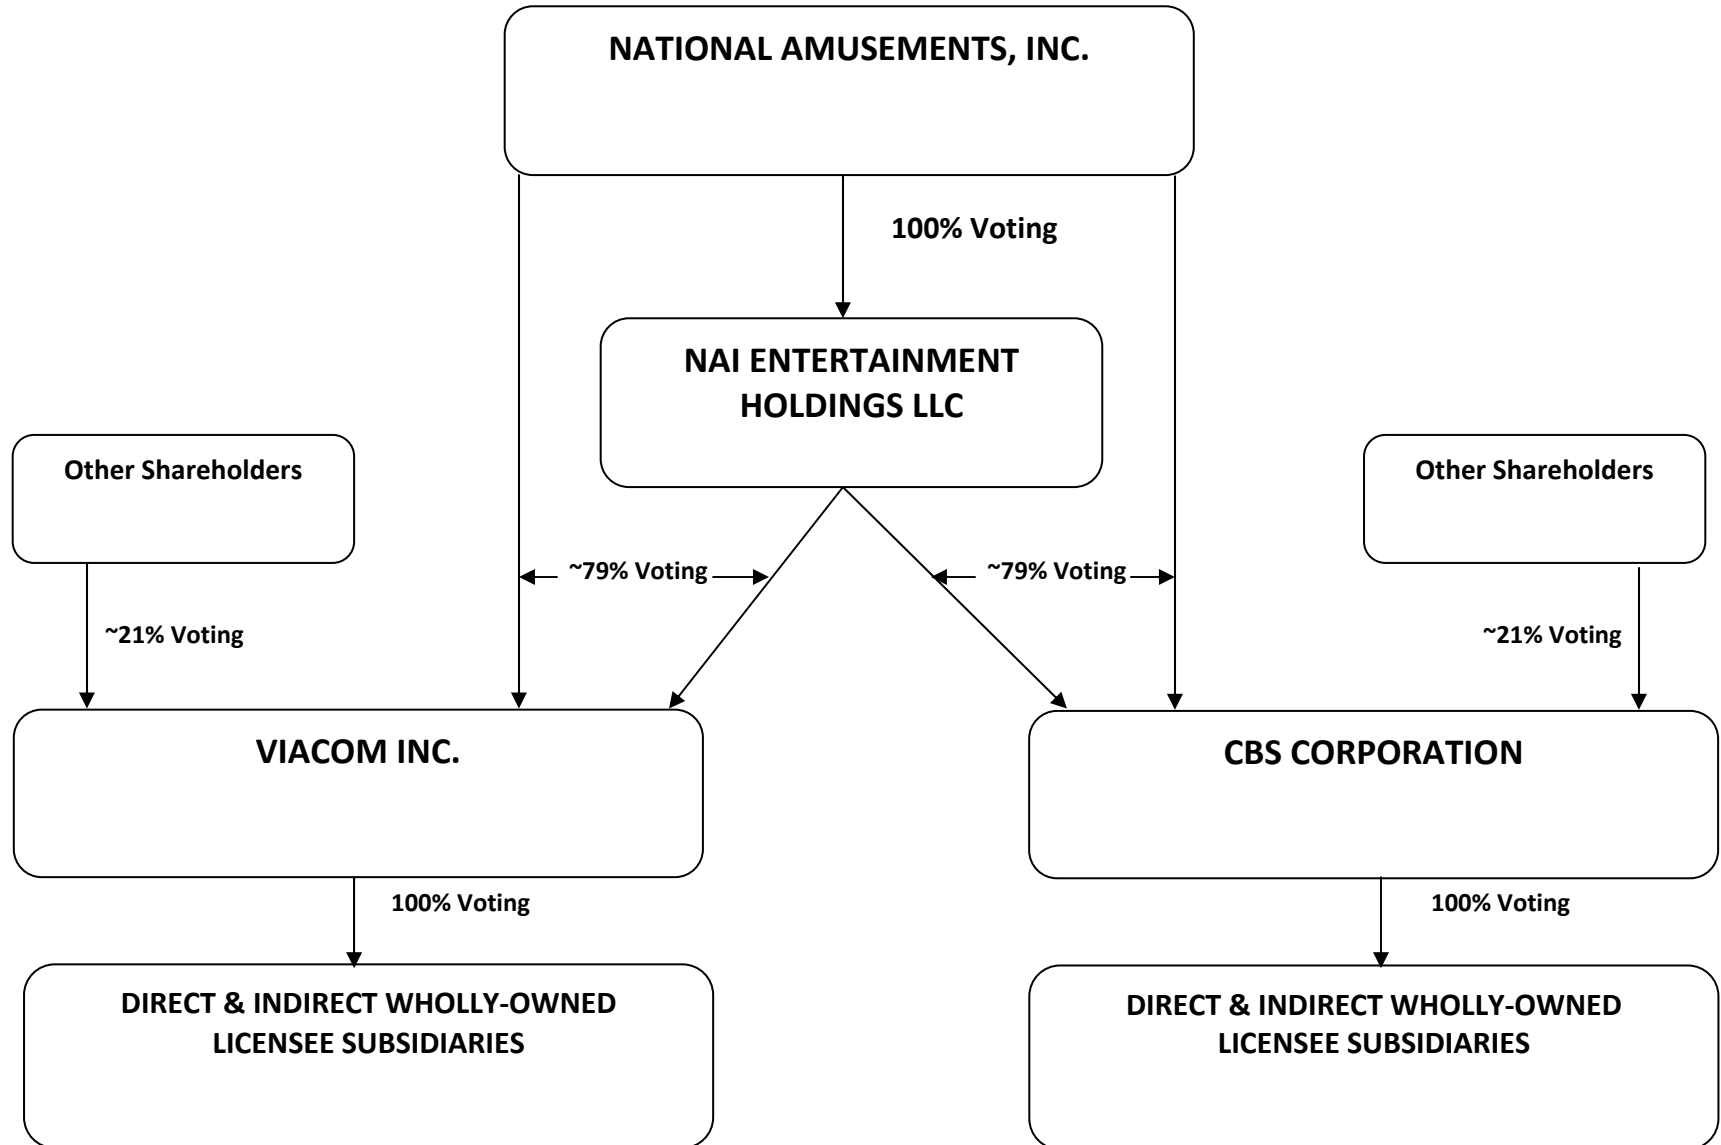 NATIONAL AMUSEMENTS, INC.
100% Voting
NAI ENTERTAINMENT
HOLDINGS LLC
Other Shareholders
Other Shareholders
~79% Voting
~79% Voting
~21% Voting
~21% Voting
VIACOM INC.
CBS CORPORATION
100% Voting
100% Voting
DIRECT & INDIRECT WHOLLY-OWNED
LICENSEE SUBSIDIARIES
DIRECT & INDIRECT WHOLLY-OWNED
LICENSEE SUBSIDIARIES